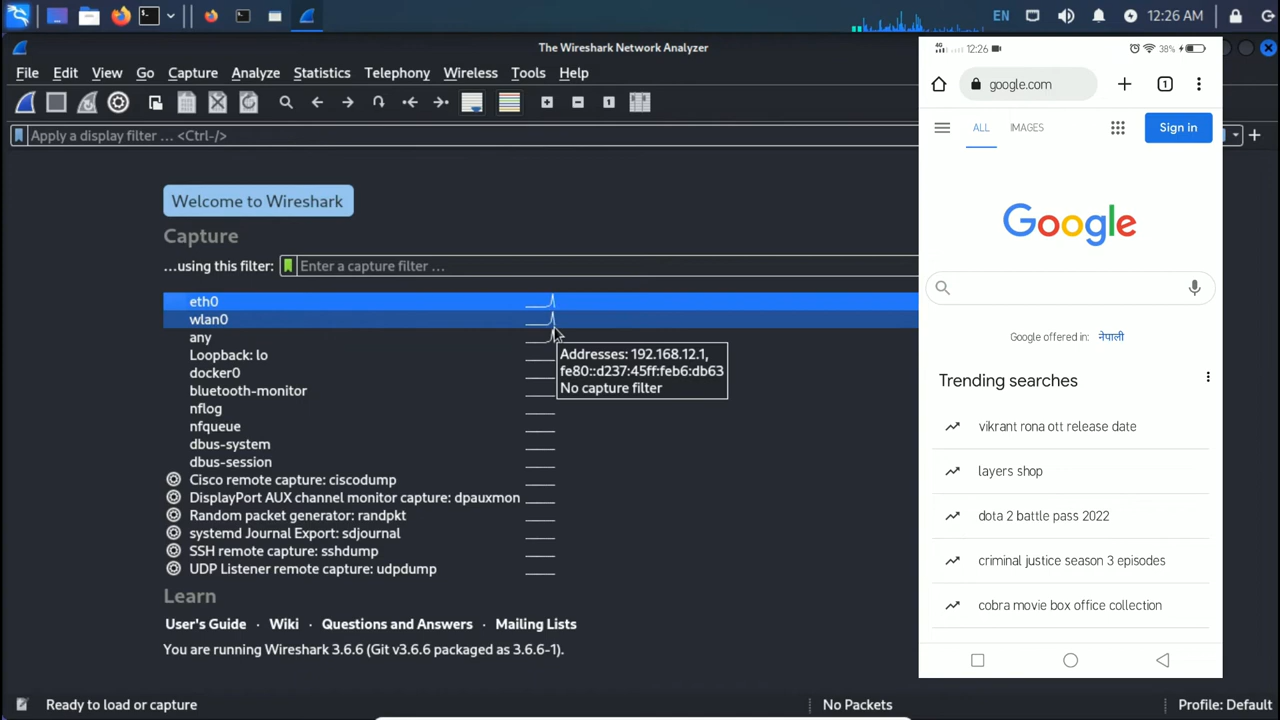 EN
12:26 AM
The Wireshark Network Analyzer
File Edit View Go Capture Analyze Statistics Telephony Wireless Tools Help
Apply a display filter … <Ctrl-/>
Welcome to Wireshark
Capture
…using this filter:
Enter a capture filter …
eth0
wlan0
any
Loopback: lo
docker0
bluetooth-monitor
nflog
nfqueue
dbus-system
dbus-session
Cisco remote capture: ciscodump
DisplayPort AUX channel monitor capture: dpauxmon
Random packet generator: randpkt
systemd Journal Export: sdjournal
SSH remote capture: sshdump
UDP Listener remote capture: udpdump
Addresses: 192.168.12.1,
fe80::d237:45ff:feb6:db63
No capture filter
Learn
User's Guide · Wiki · Questions and Answers · Mailing Lists
You are running Wireshark 3.6.6 (Git v3.6.6 packaged as 3.6.6-1).
Ready to load or capture
No Packets
Profile: Default
4G 12:26 38%
google.com
1
ALL IMAGES
Sign in
Google
Google offered in: नेपाली
Trending searches
vikrant rona ott release date
layers shop
dota 2 battle pass 2022
criminal justice season 3 episodes
cobra movie box office collection